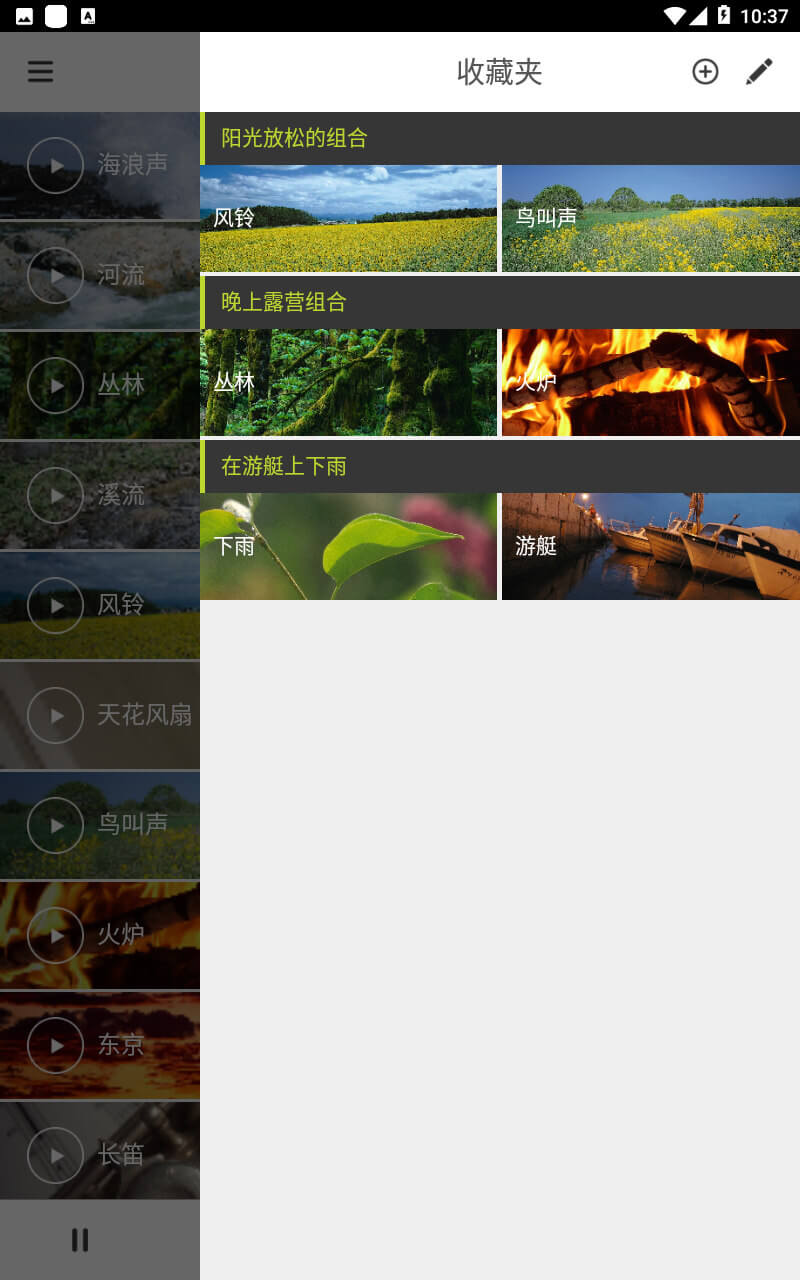 10:37
收藏夹
阳光放松的组合
风铃
鸟叫声
晚上露营组合
丛林
火炉
在游艇上下雨
下雨
游艇
海浪声
河流
丛林
溪流
风铃
天花风扇
鸟叫声
火炉
东京
长笛